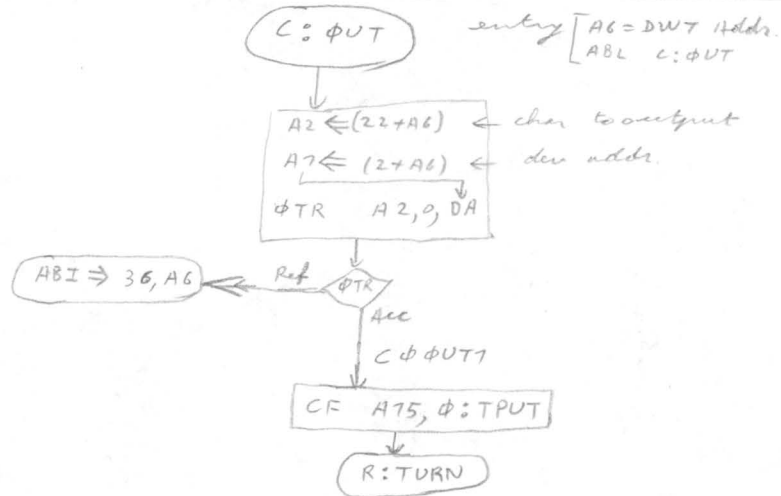 C: ΦUT
entry [ A6 = DWT Addr.
ABL C: ΦUT
A2 ⇐ (22+A6) ← char to output
A1 ⇐ (2+A6) ← dev addr.
ΦTR A2, 0, DA
ABI ⇒ 36, A6
Ref
ΦTR
Acc
CΦΦUT1
CF A15, Φ: TPUT
R: TURN